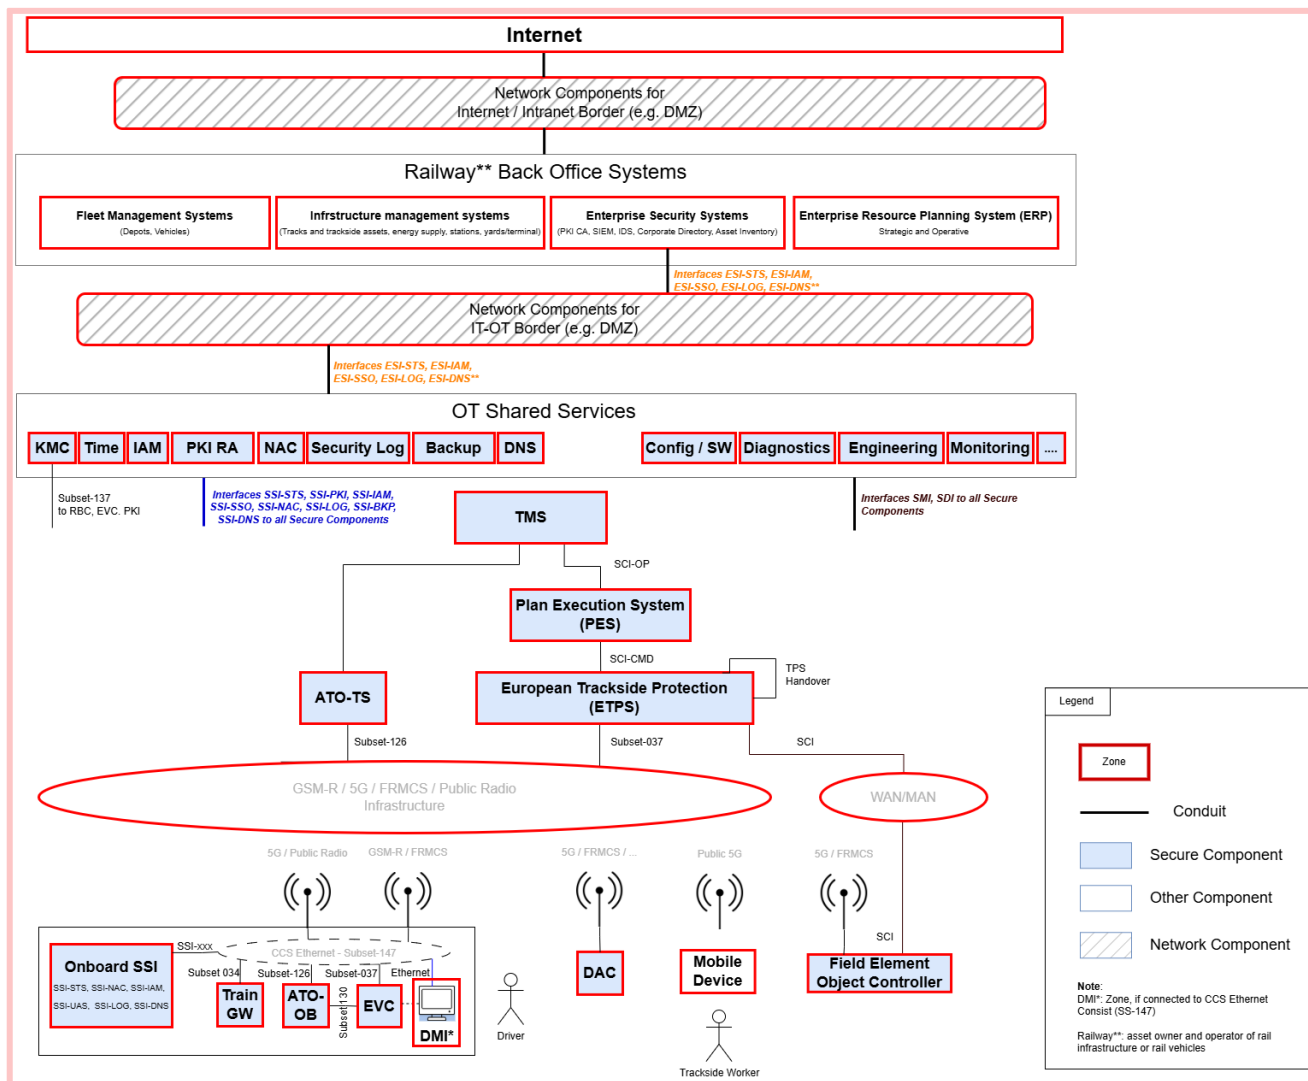 Internet
Network Components for
Internet / Intranet Border (e.g. DMZ)
Railway** Back Office Systems
Fleet Management Systems
(Depots, Vehicles)
Infrstructure management systems
(Tracks and trackside assets, energy supply, stations, yards/terminal)
Enterprise Security Systems
(PKI CA, SIEM, IDS, Corporate Directory, Asset Inventory)
Enterprise Resource Planning System (ERP)
Strategic and Operative
Interfaces ESI-STS, ESI-IAM,
ESI-SSO, ESI-LOG, ESI-DNS**
Network Components for
IT-OT Border (e.g. DMZ)
Interfaces ESI-STS, ESI-IAM,
ESI-SSO, ESI-LOG, ESI-DNS**
OT Shared Services
KMC
Time
IAM
PKI RA
NAC
Security Log
Backup
DNS
Config / SW
Diagnostics
Engineering
Monitoring
....
Subset-137
to RBC, EVC. PKI
Interfaces SSI-STS, SSI-PKI, SSI-IAM,
SSI-SSO, SSI-NAC, SSI-LOG, SSI-BKP,
SSI-DNS to all Secure Components
Interfaces SMI, SDI to all Secure
Components
TMS
SCI-OP
Plan Execution System
(PES)
SCI-CMD
ATO-TS
European Trackside Protection
(ETPS)
TPS
Handover
Subset-126
Subset-037
SCI
GSM-R / 5G / FRMCS / Public Radio
Infrastructure
WAN/MAN
5G / Public Radio
GSM-R / FRMCS
5G / FRMCS / ...
Public 5G
5G / FRMCS
SCI
Onboard SSI
SSI-STS, SSI-NAC, SSI-IAM,
SSI-UAS, SSI-LOG, SSI-DNS
SSI-xxx
CCS Ethernet - Subset-147
Subset 034
Subset-126
Subset-037
Ethernet
Train
GW
ATO-
OB
Subset-130
EVC
DMI*
Driver
DAC
Mobile
Device
Trackside Worker
Field Element
Object Controller
Legend
Zone
Conduit
Secure Component
Other Component
Network Component
Note:
DMI*: Zone, if connected to CCS Ethernet
Consist (SS-147)
Railway**: asset owner and operator of rail
infrastructure or rail vehicles